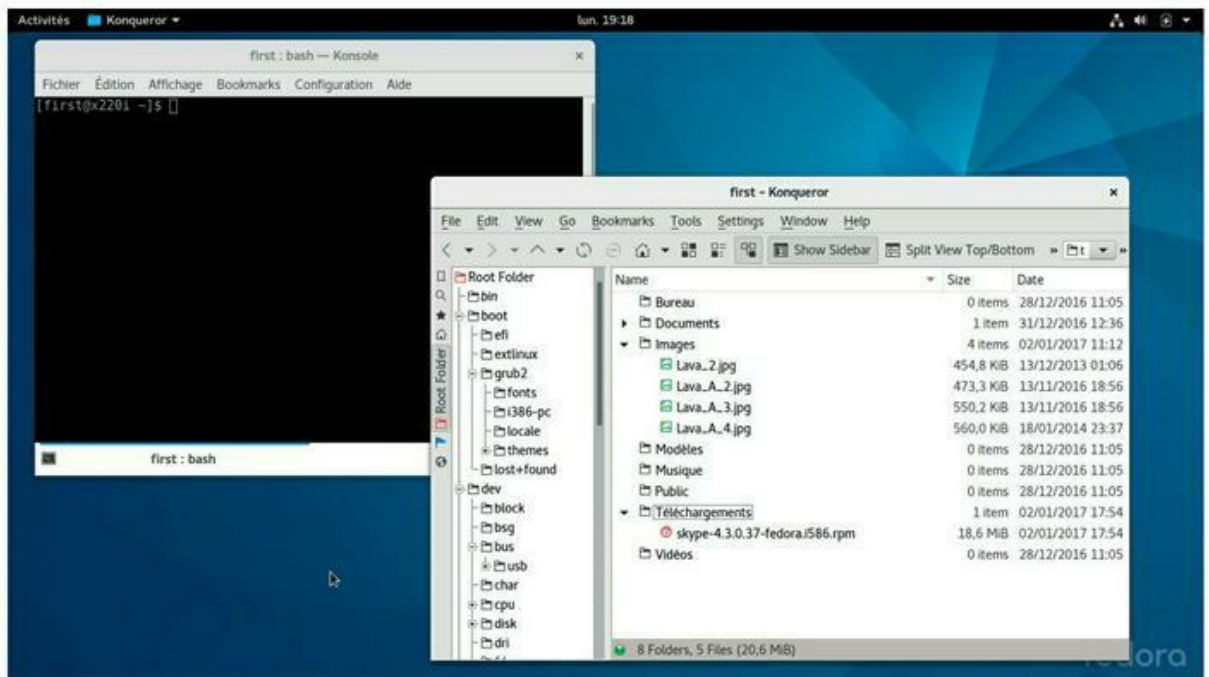 Activités Konqueror lun. 19:18
first : bash — Konsole
Fichier Édition Affichage Bookmarks Configuration Aide
[first@x220i ~]$
first : bash
first - Konqueror
File Edit View Go Bookmarks Tools Settings Window Help
Show Sidebar Split View Top/Bottom » t »
Root Folder
Root Folder
bin
boot
efi
extlinux
grub2
fonts
i386-pc
locale
themes
lost+found
dev
block
bsg
bus
usb
char
cpu
disk
dri
Name Size Date
Bureau 0 items 28/12/2016 11:05
Documents 1 item 31/12/2016 12:36
Images 4 items 02/01/2017 11:12
Lava_2.jpg 454,8 KiB 13/12/2013 01:06
Lava_A_2.jpg 473,3 KiB 13/11/2016 18:56
Lava_A_3.jpg 550,2 KiB 13/11/2016 18:56
Lava_A_4.jpg 560,0 KiB 18/01/2014 23:37
Modèles 0 items 28/12/2016 11:05
Musique 0 items 28/12/2016 11:05
Public 0 items 28/12/2016 11:05
Téléchargements 1 item 02/01/2017 17:54
skype-4.3.0.37-fedora.i586.rpm 18,6 MiB 02/01/2017 17:54
Vidéos 0 items 28/12/2016 11:05
8 Folders, 5 Files (20,6 MiB)
fedora